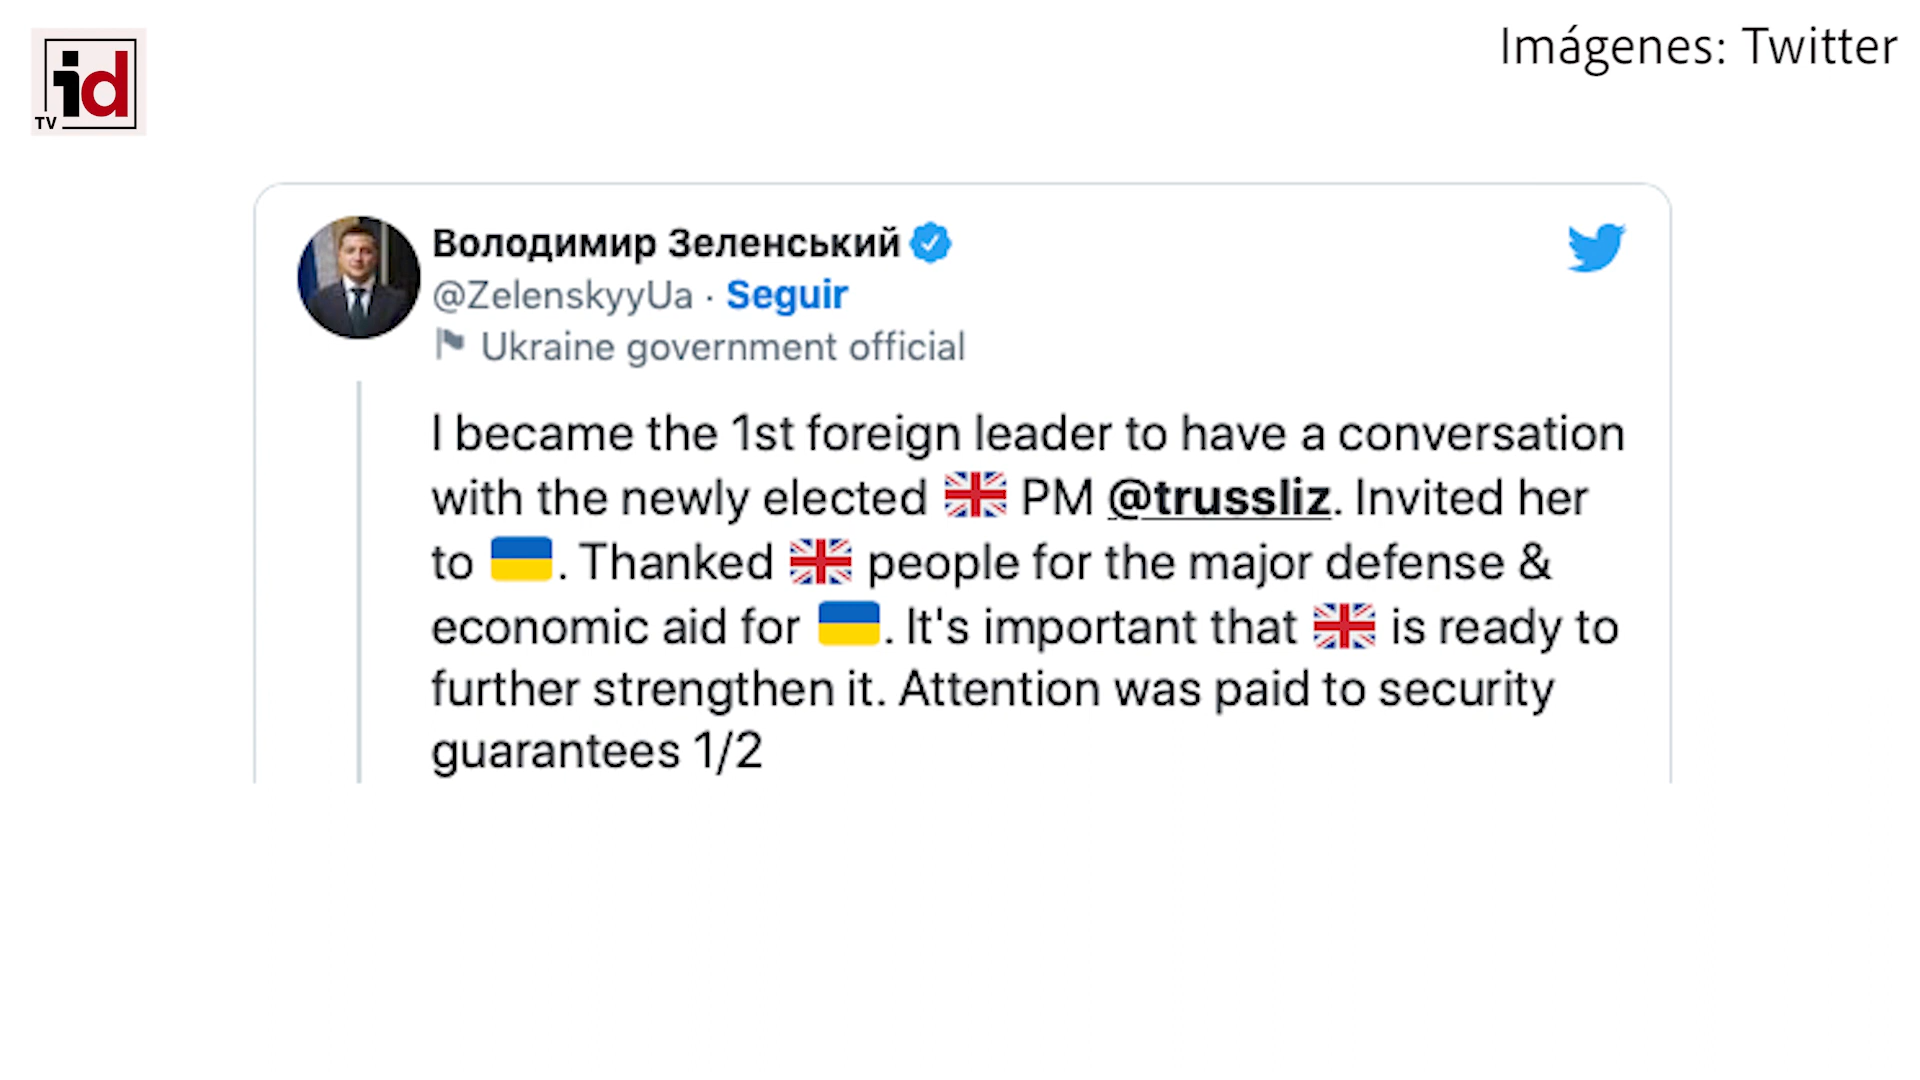 id
TV
Imágenes: Twitter
Володимир Зеленський
@ZelenskyyUa · Seguir
Ukraine government official
I became the 1st foreign leader to have a conversation
with the newly elected 🇬🇧 PM @trussliz. Invited her
to 🇺🇦. Thanked 🇬🇧 people for the major defense &
economic aid for 🇺🇦. It's important that 🇬🇧 is ready to
further strengthen it. Attention was paid to security
guarantees 1/2